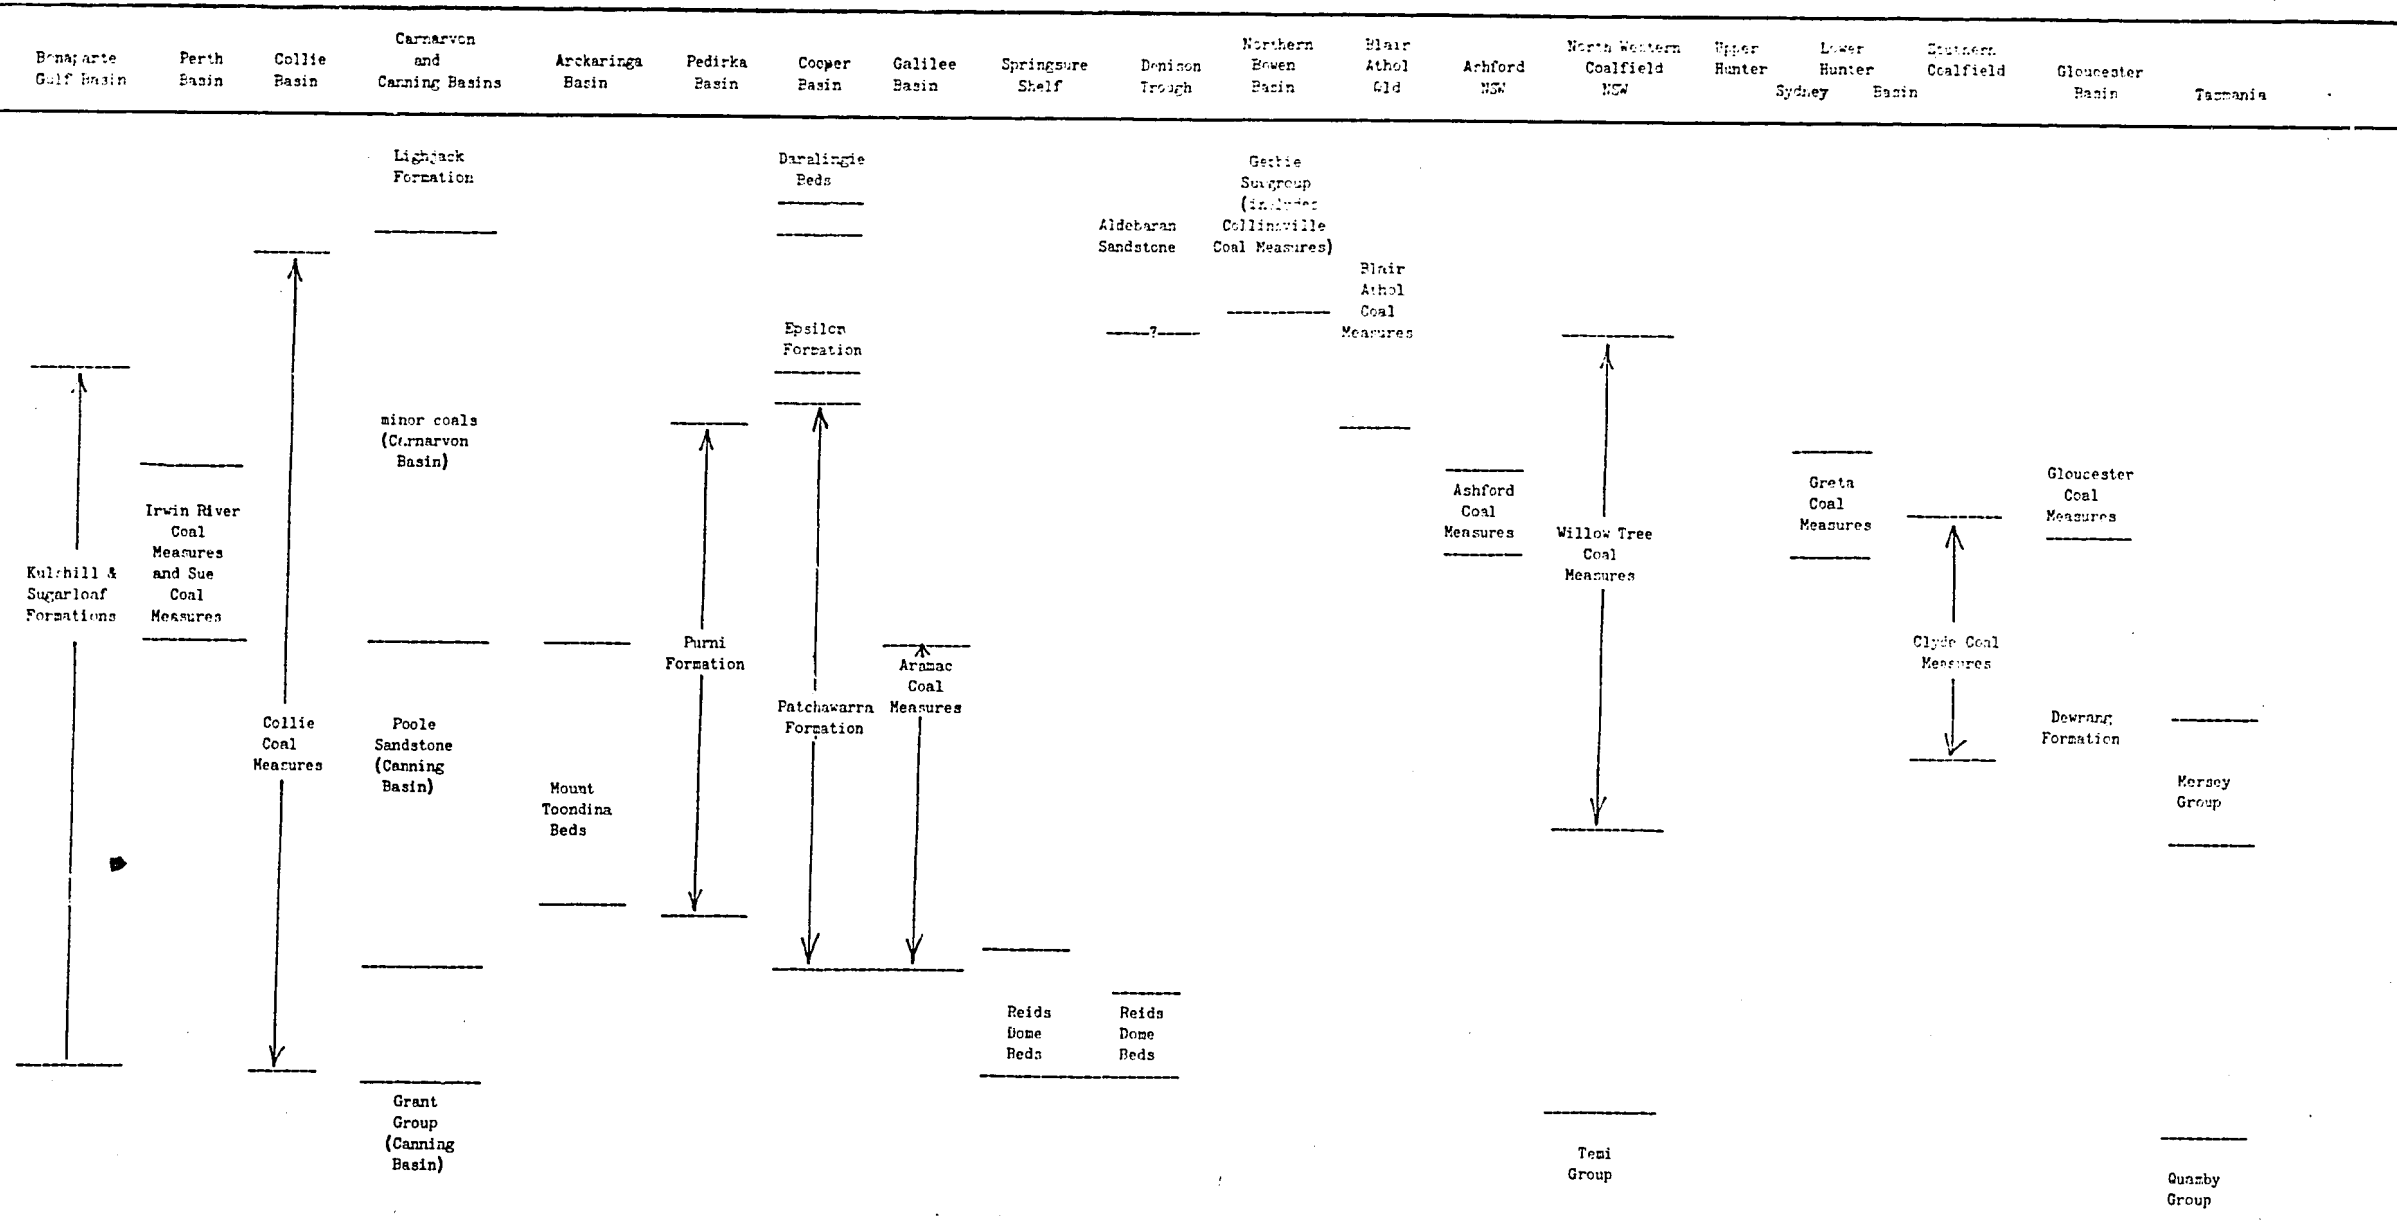 Bonaparte
Gulf Basin
Perth
Basin
Collie
Basin
Carnarvon
and
Canning Basins
Arckaringa
Basin
Pedirka
Basin
Cooper
Basin
Galilee
Basin
Springsure
Shelf
Denison
Trough
Northern
Bowen
Basin
Blair
Athol
Qld
Ashford
NSW
North Western
Coalfield
NSW
Upper
Hunter
Lower
Hunter
Sydney Basin
Southern
Coalfield
Gloucester
Basin
Tasmania
Lighjack
Formation
Daralingie
Beds
Gebbie
Subgroup
(includes
Collinsville
Coal Measures)
Aldebaran
Sandstone
Blair
Athol
Coal
Measures
Epsilon
Formation
?
minor coals
(Carnarvon
Basin)
Irwin River
Coal
Measures
and Sue
Coal
Measures
Kulshill &
Sugarloaf
Formations
Ashford
Coal
Measures
Willow Tree
Coal
Measures
Greta
Coal
Measures
Gloucester
Coal
Measures
Purni
Formation
Aramac
Coal
Measures
Clyde Coal
Measures
Collie
Coal
Measures
Poole
Sandstone
(Canning
Basin)
Patchawarra
Formation
Dewrang
Formation
Mount
Toondina
Beds
Mersey
Group
Reids
Dome
Beds
Reids
Dome
Beds
Grant
Group
(Canning
Basin)
Temi
Group
Quamby
Group